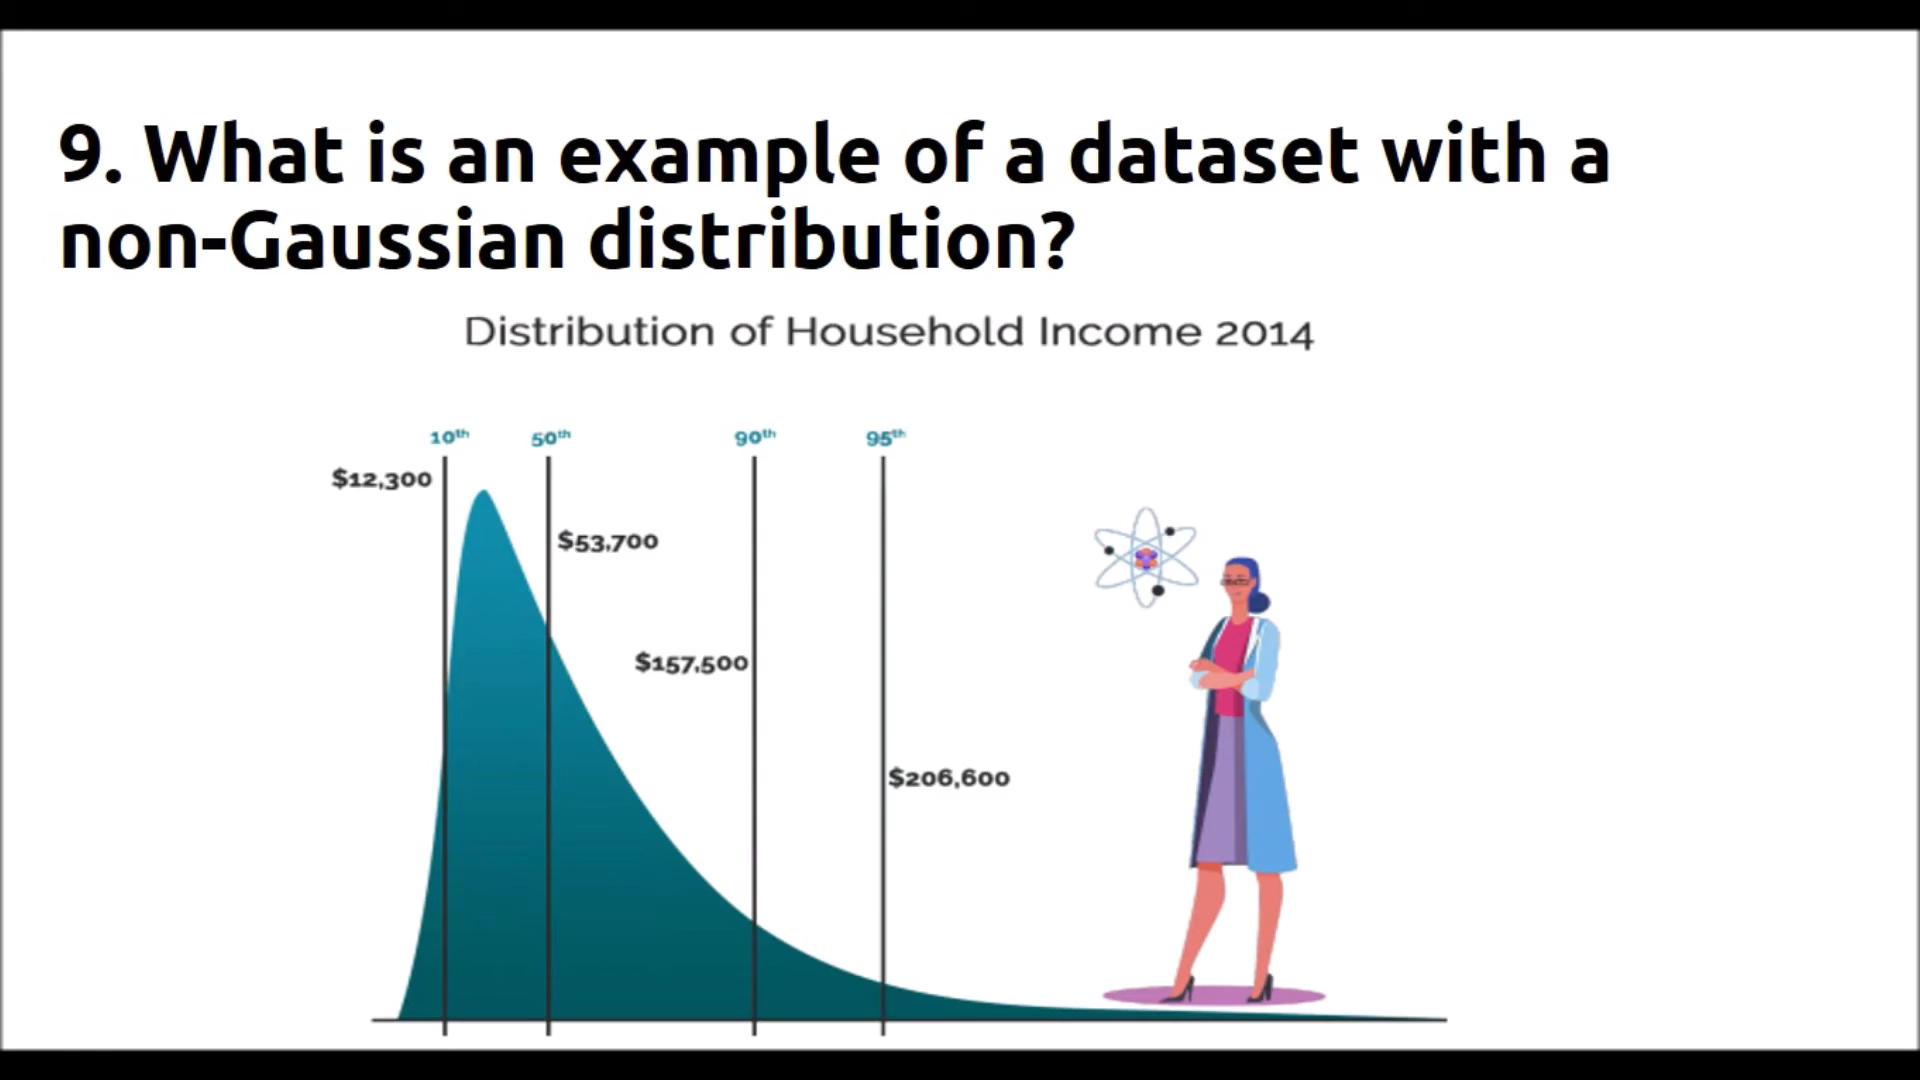 9. What is an example of a dataset with a
non-Gaussian distribution?
Distribution of Household Income 2014
10th 50th 90th 95th
$12,300
$53,700
$157,500
$206,600